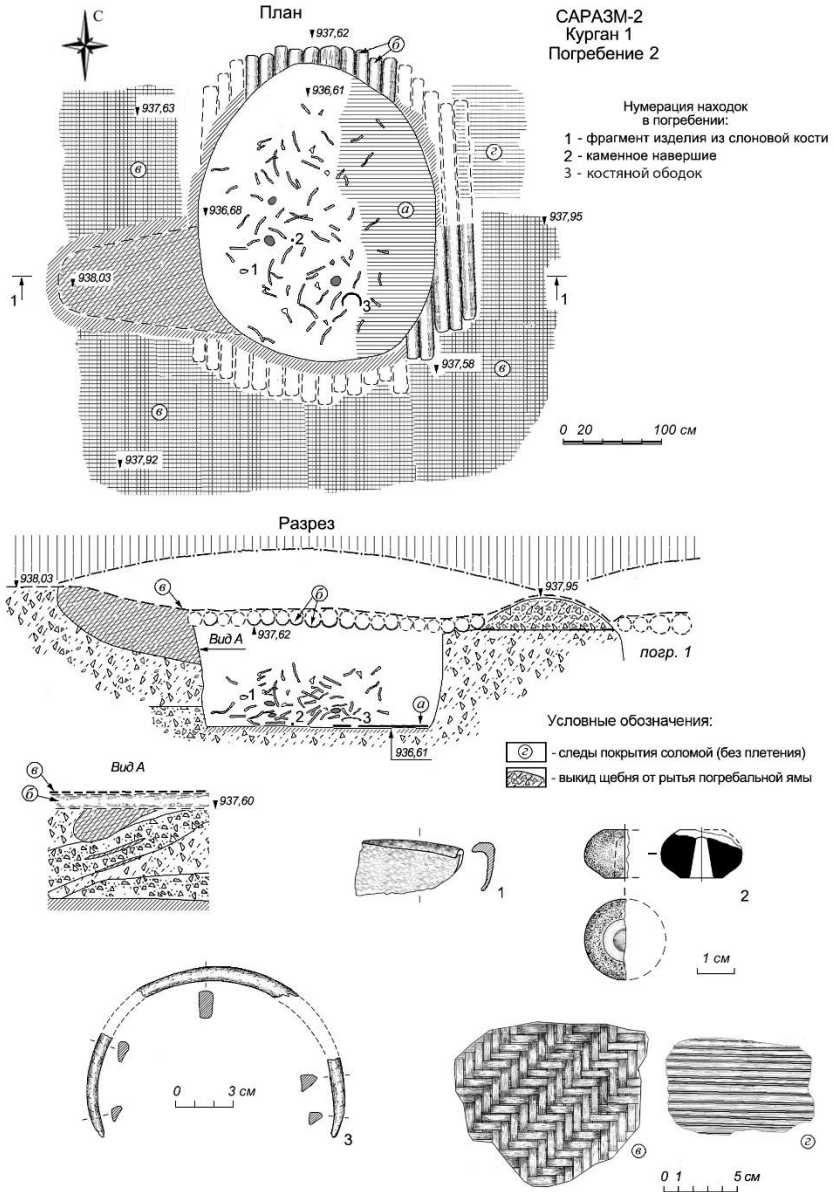 План
САРАЗМ-2
Курган 1
Погребение 2
С
937,62
б
937,63
936,61
Нумерация находок
в погребении:
1 - фрагмент изделия из слоновой кости
2 - каменное навершие
3 - костяной ободок
в
г
а
936,68
937,95
2
1
938,03
3
1
1
937,58
в
в
937,92
0 20 100 см
Разрез
938,03
937,95
в
б
Вид А
937,62
погр. 1
1
2
3
а
936,61
Условные обозначения:
г - следы покрытия соломой (без плетения)
- выкид щебня от рытья погребальной ямы
Вид А
в
б
937,60
1
2
1 см
0 3 см
3
в
г
0 1 5 см